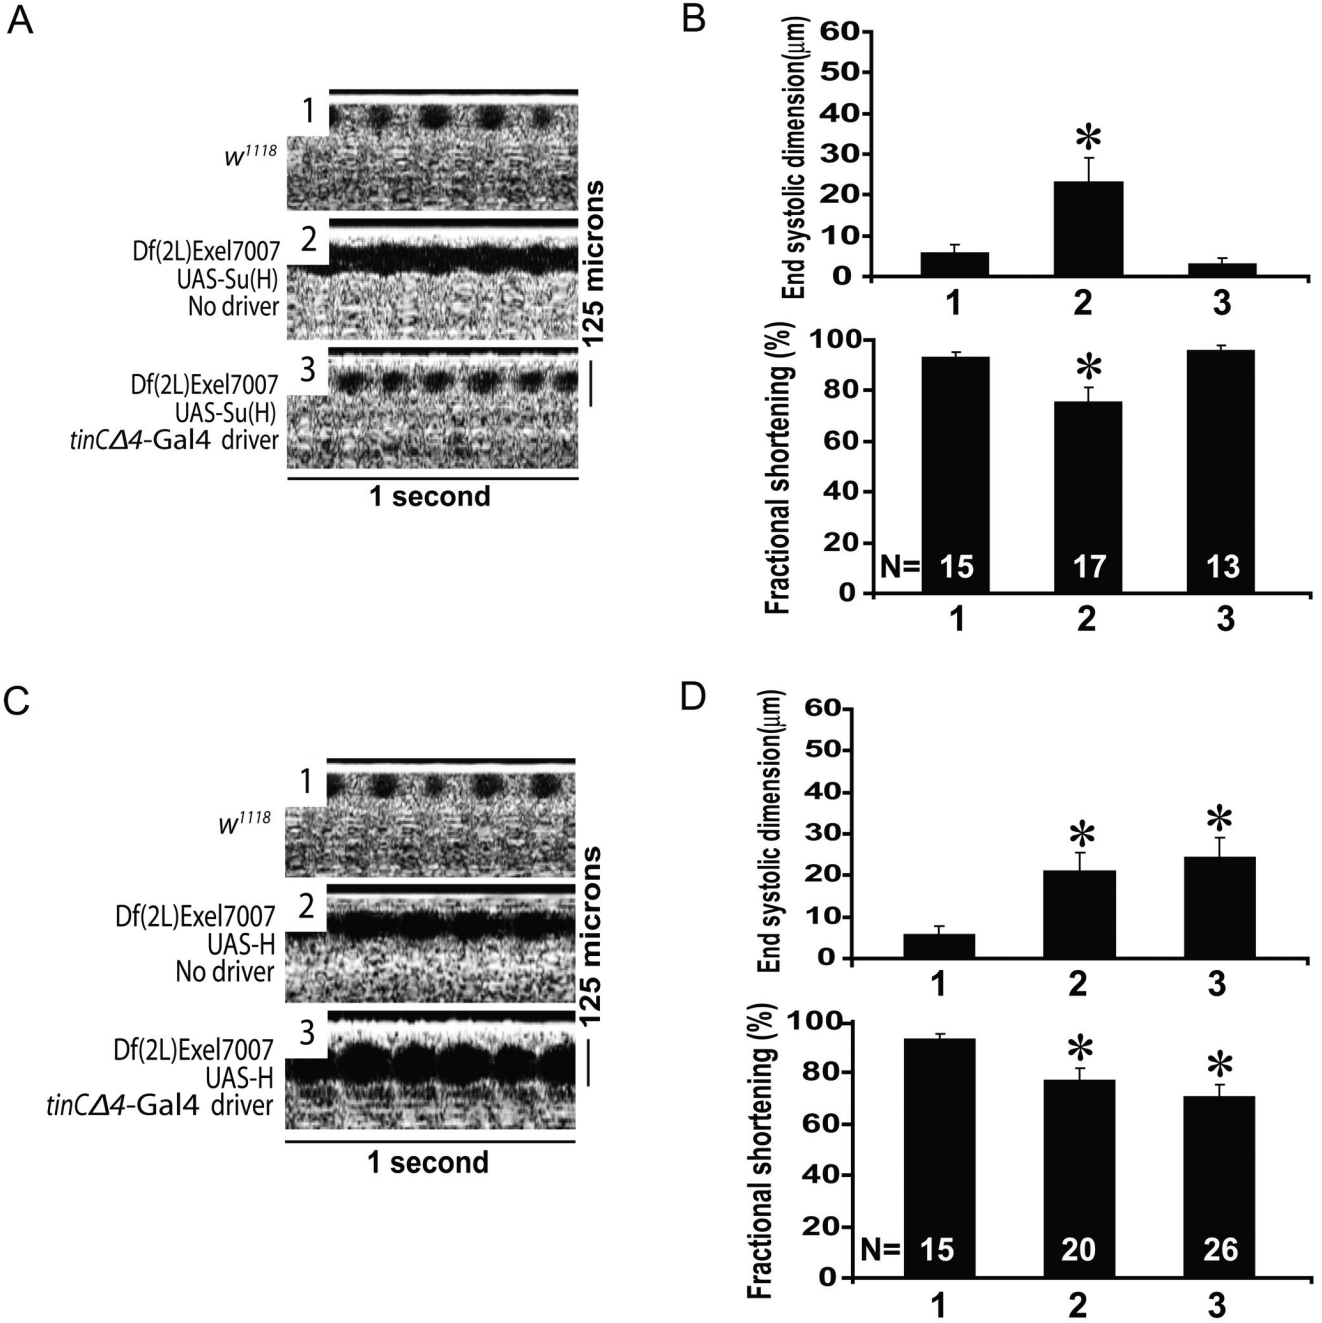 A
1
w1118
2
Df(2L)Exel7007
UAS-Su(H)
No driver
3
Df(2L)Exel7007
UAS-Su(H)
tinCΔ4-Gal4 driver
125 microns
1 second
B
End systolic dimension(μm)
60
50
40
30
20
10
0
*
1 2 3
Fractional shortening (%)
100
80
60
40
20
0
*
N= 15 17 13
1 2 3
C
1
w1118
2
Df(2L)Exel7007
UAS-H
No driver
3
Df(2L)Exel7007
UAS-H
tinCΔ4-Gal4 driver
125 microns
1 second
D
End systolic dimension(μm)
60
50
40
30
20
10
0
* *
1 2 3
Fractional shortening (%)
100
80
60
40
20
0
* *
N= 15 20 26
1 2 3